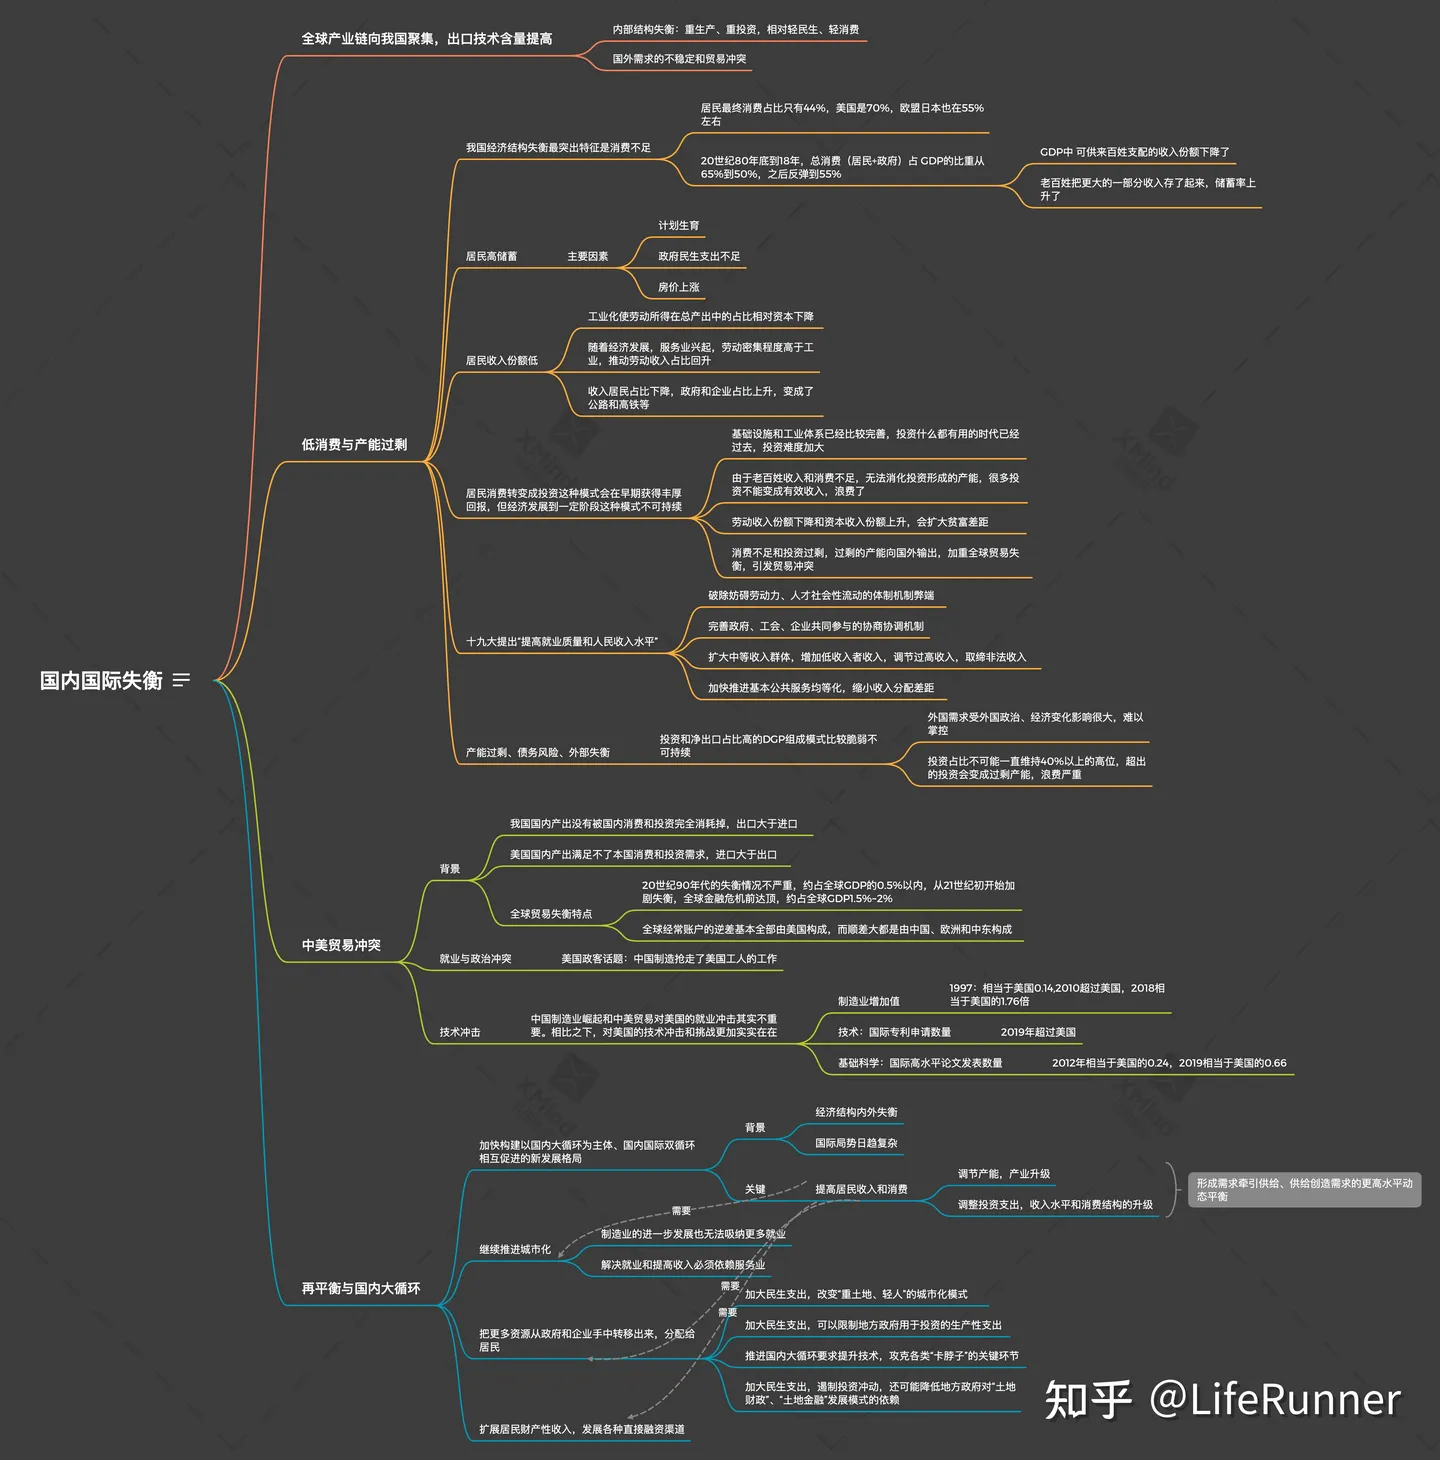 国内国际失衡
全球产业链向我国聚集，出口技术含量提高
内部结构失衡：重生产、重投资，相对轻民生、轻消费
国外需求的不稳定和贸易冲突
低消费与产能过剩
我国经济结构失衡最突出特征是消费不足
居民最终消费占比只有44%，美国是70%，欧盟日本也在55%
左右
20世纪80年底到18年，总消费（居民+政府）占 GDP的比重从
65%到50%，之后反弹到55%
GDP中 可供来百姓支配的收入份额下降了
老百姓把更大的一部分收入存了起来，储蓄率上
升了
居民高储蓄
主要因素
计划生育
政府民生支出不足
房价上涨
居民收入份额低
工业化使劳动所得在总产出中的占比相对资本下降
随着经济发展，服务业兴起，劳动密集程度高于工
业，推动劳动收入占比回升
收入居民占比下降，政府和企业占比上升，变成了
公路和高铁等
居民消费转变成投资这种模式会在早期获得丰厚
回报，但经济发展到一定阶段这种模式不可持续
基础设施和工业体系已经比较完善，投资什么都有用的时代已经
过去，投资难度加大
由于老百姓收入和消费不足，无法消化投资形成的产能，很多投
资不能变成有效收入，浪费了
劳动收入份额下降和资本收入份额上升，会扩大贫富差距
消费不足和投资过剩，过剩的产能向国外输出，加重全球贸易失
衡，引发贸易冲突
十九大提出“提高就业质量和人民收入水平”
破除妨碍劳动力、人才社会性流动的体制机制弊端
完善政府、工会、企业共同参与的协商协调机制
扩大中等收入群体，增加低收入者收入，调节过高收入，取缔非法收入
加快推进基本公共服务均等化，缩小收入分配差距
产能过剩、债务风险、外部失衡
投资和净出口占比高的DGP组成模式比较脆弱不
可持续
外国需求受外国政治、经济变化影响很大，难以
掌控
投资占比不可能一直维持40%以上的高位，超出
的投资会变成过剩产能，浪费严重
中美贸易冲突
背景
我国国内产出没有被国内消费和投资完全消耗掉，出口大于进口
美国国内产出满足不了本国消费和投资需求，进口大于出口
全球贸易失衡特点
20世纪90年代的失衡情况不严重，约占全球GDP的0.5%以内，从21世纪初开始加
剧失衡，全球金融危机前达顶，约占全球GDP1.5%-2%
全球经常账户的逆差基本全部由美国构成，而顺差大都是由中国、欧洲和中东构成
就业与政治冲突
美国政客话题：中国制造抢走了美国工人的工作
技术冲击
中国制造业崛起和中美贸易对美国的就业冲击其实不重
要。相比之下，对美国的技术冲击和挑战更加实实在在
制造业增加值
1997：相当于美国0.14,2010超过美国，2018相
当于美国的1.76倍
技术：国际专利申请数量
2019年超过美国
基础科学：国际高水平论文发表数量
2012年相当于美国的0.24，2019相当于美国的0.66
再平衡与国内大循环
加快构建以国内大循环为主体、国内国际双循环
相互促进的新发展格局
背景
经济结构内外失衡
国际局势日趋复杂
关键
提高居民收入和消费
调节产能，产业升级
调整投资支出，收入水平和消费结构的升级
形成需求牵引供给、供给创造需求的更高水平动
态平衡
需要
继续推进城市化
制造业的进一步发展也无法吸纳更多就业
解决就业和提高收入必须依赖服务业
需要
需要
把更多资源从政府和企业手中转移出来，分配给
居民
加大民生支出，改变“重土地、轻人”的城市化模式
加大民生支出，可以限制地方政府用于投资的生产性支出
推进国内大循环要求提升技术，攻克各类“卡脖子”的关键环节
加大民生支出，遏制投资冲动，还可能降低地方政府对“土地
财政”、“土地金融”发展模式的依赖
扩展居民财产性收入，发展各种直接融资渠道
知乎 @LifeRunner
XMind
XMind
XMind
XMind